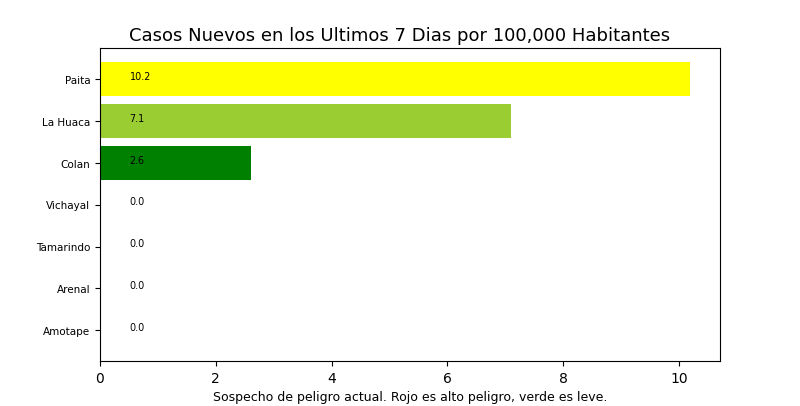 Casos Nuevos en los Ultimos 7 Dias por 100,000 Habitantes
Paita 10.2
La Huaca 7.1
Colan 2.6
Vichayal 0.0
Tamarindo 0.0
Arenal 0.0
Amotape 0.0
0 2 4 6 8 10
Sospecho de peligro actual. Rojo es alto peligro, verde es leve.